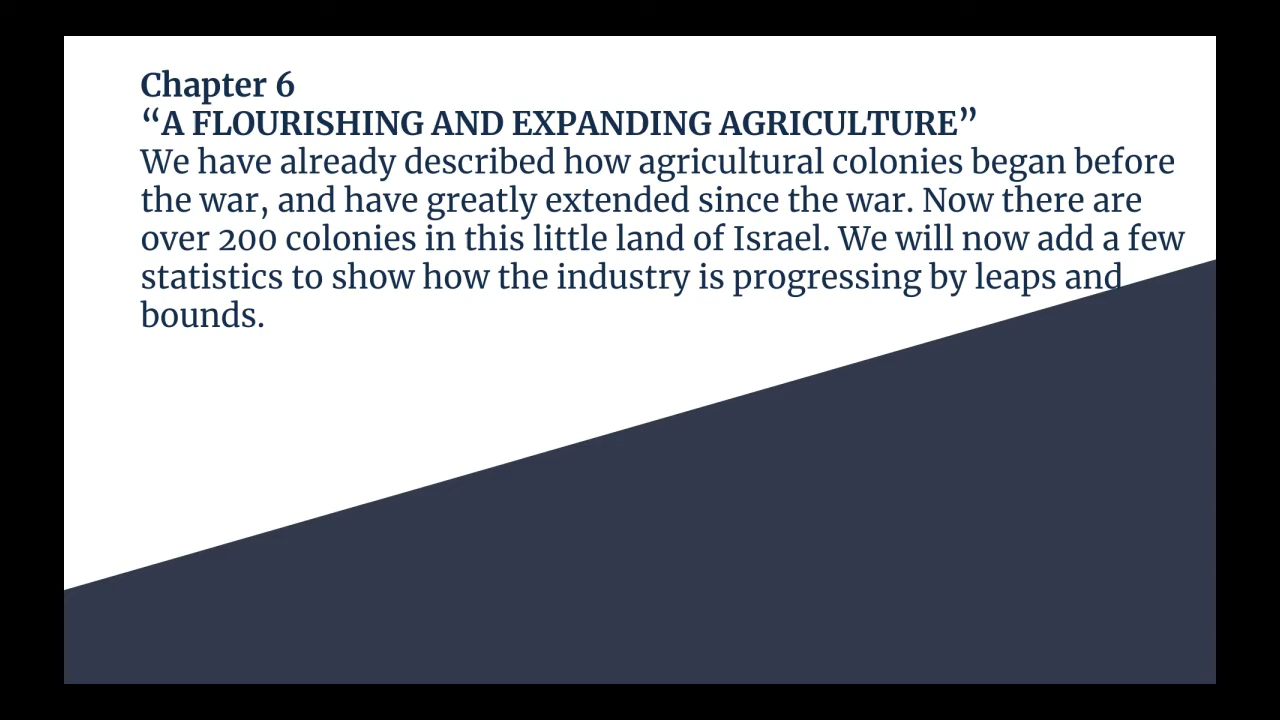 Chapter 6
“A FLOURISHING AND EXPANDING AGRICULTURE”
We have already described how agricultural colonies began before
the war, and have greatly extended since the war. Now there are
over 200 colonies in this little land of Israel. We will now add a few
statistics to show how the industry is progressing by leaps and
bounds.